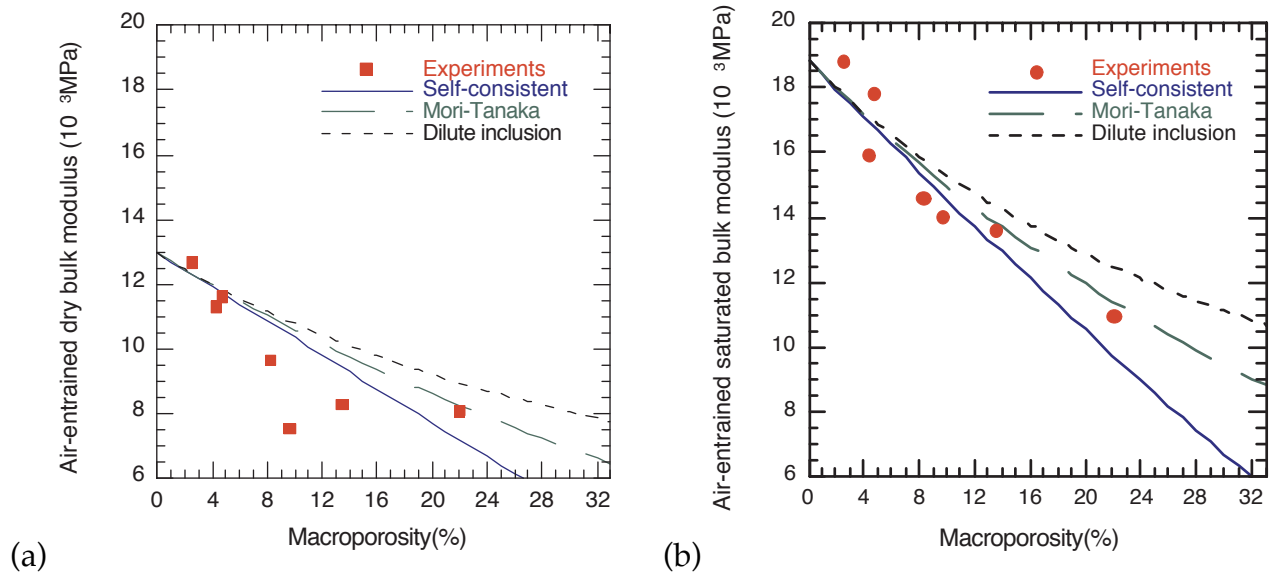 Air-entrained dry bulk modulus (10 ³MPa)
20
18
16
14
12
10
8
6
Experiments
Self-consistent
Mori-Tanaka
Dilute inclusion
0 4 8 12 16 20 24 28 32
Macroporosity(%)
(a)
Air-entrained saturated bulk modulus (10 ³MPa)
20
18
16
14
12
10
8
6
Experiments
Self-consistent
Mori-Tanaka
Dilute inclusion
0 4 8 12 16 20 24 28 32
Macroporosity(%)
(b)